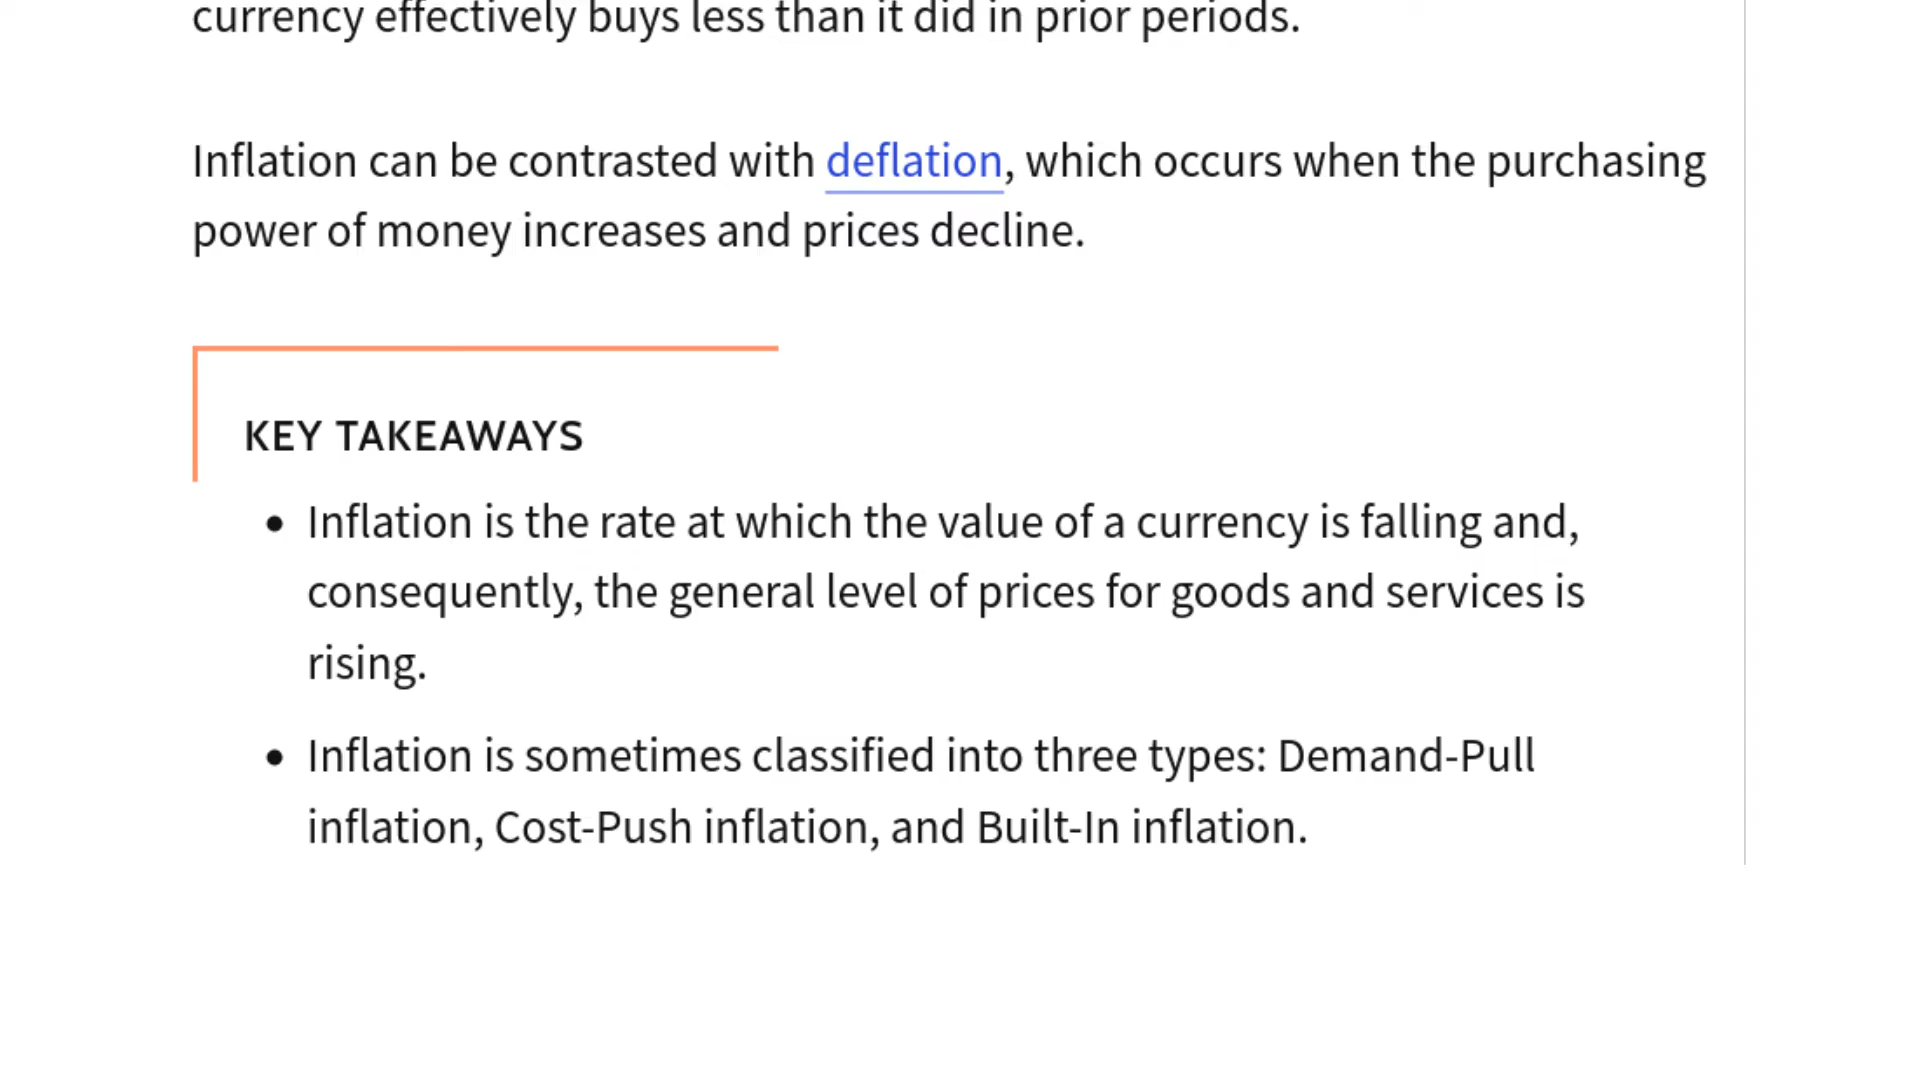 currency effectively buys less than it did in prior periods.
Inflation can be contrasted with deflation, which occurs when the purchasing
power of money increases and prices decline.
KEY TAKEAWAYS
• Inflation is the rate at which the value of a currency is falling and,
consequently, the general level of prices for goods and services is
rising.
• Inflation is sometimes classified into three types: Demand-Pull
inflation, Cost-Push inflation, and Built-In inflation.